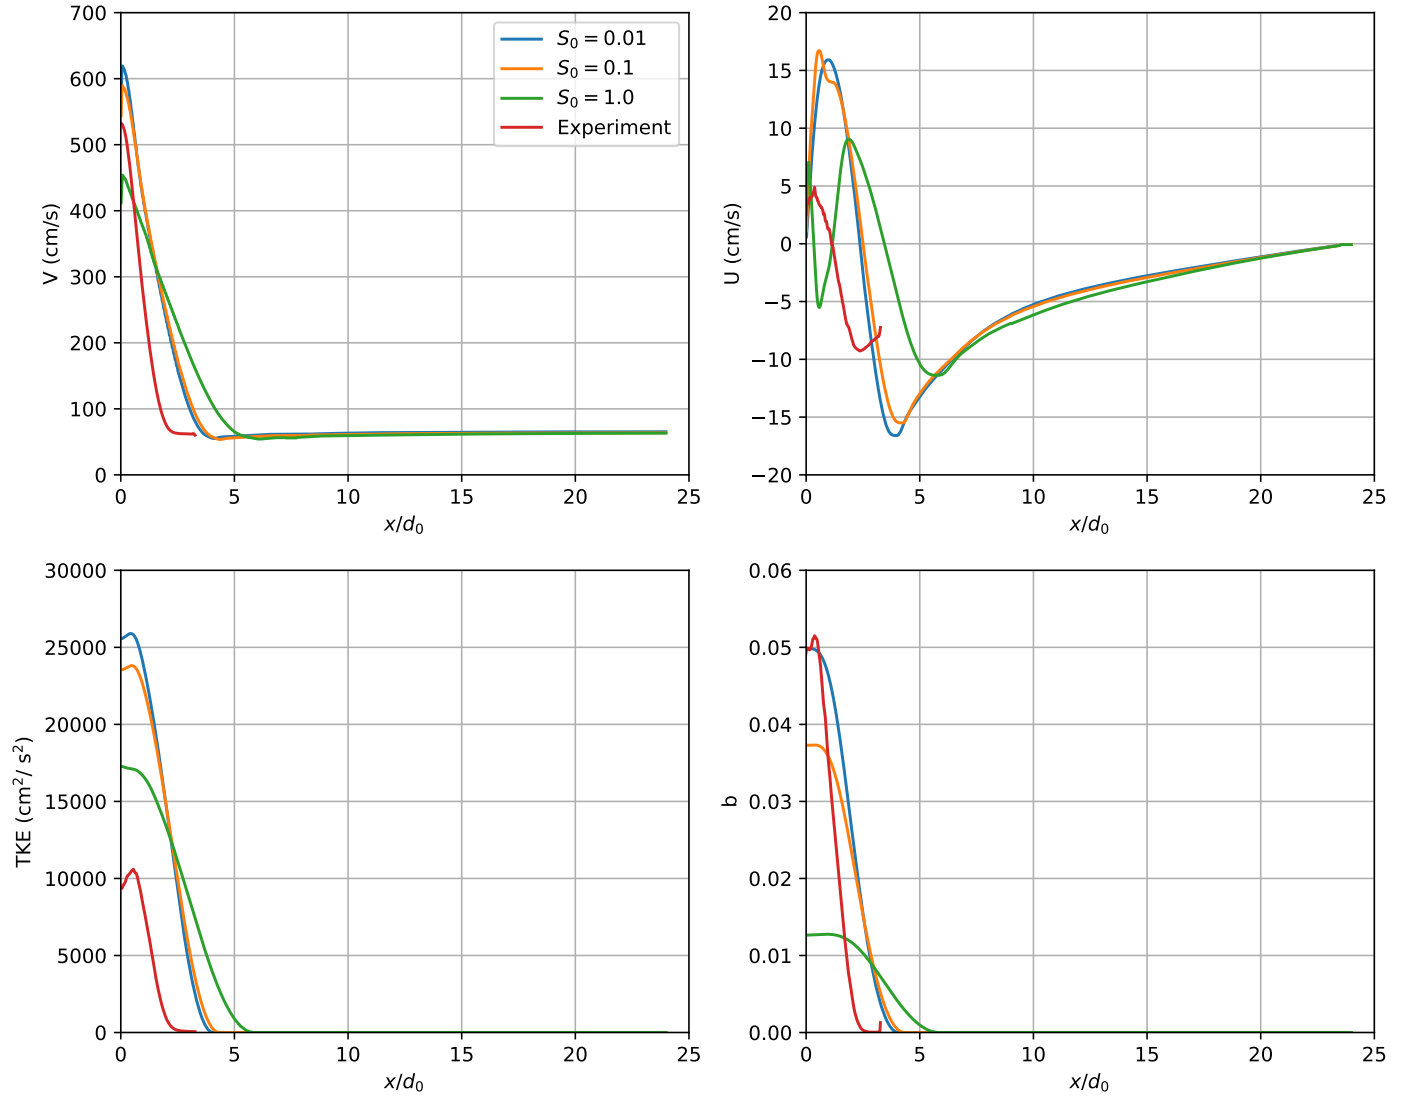 700
600
500
400
300
200
100
0
0 5 10 15 20 25
V (cm/s)
x/d₀
S₀ = 0.01
S₀ = 0.1
S₀ = 1.0
Experiment
20
15
10
5
0
−5
−10
−15
−20
0 5 10 15 20 25
U (cm/s)
x/d₀
30000
25000
20000
15000
10000
5000
0
0 5 10 15 20 25
TKE (cm²/ s²)
x/d₀
0.06
0.05
0.04
0.03
0.02
0.01
0.00
0 5 10 15 20 25
b
x/d₀